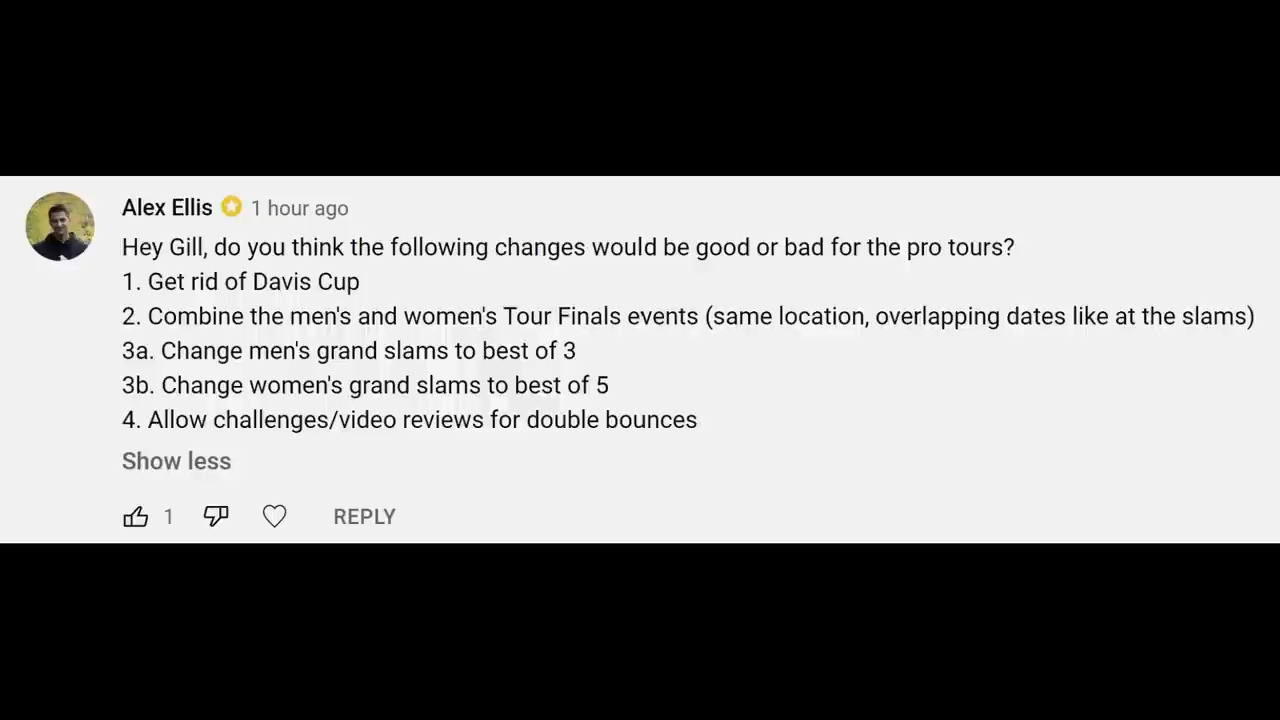 Alex Ellis 1 hour ago
Hey Gill, do you think the following changes would be good or bad for the pro tours?
1. Get rid of Davis Cup
2. Combine the men's and women's Tour Finals events (same location, overlapping dates like at the slams)
3a. Change men's grand slams to best of 3
3b. Change women's grand slams to best of 5
4. Allow challenges/video reviews for double bounces
Show less
1 REPLY